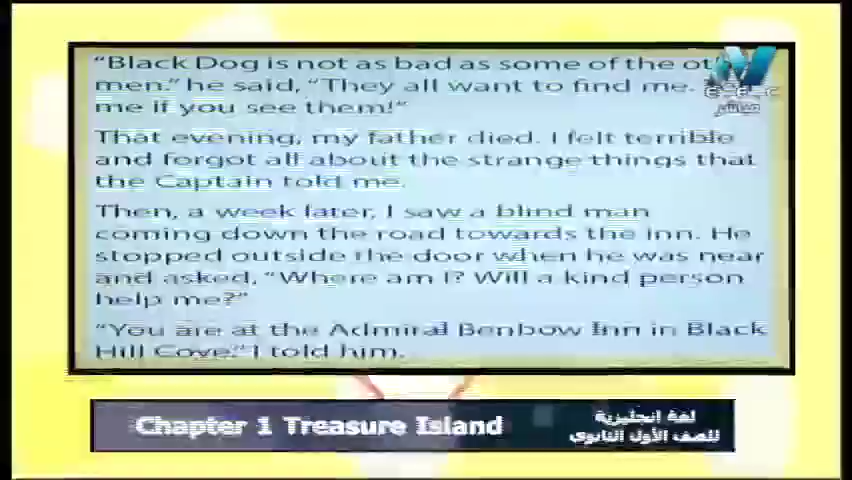 "Black Dog is not as bad as some of the
men." he said, "They all want to find me.
me if you see them!"
That evening, my father died. I felt terrible
and forgot all about the strange things that
the Captain told me.
Then, a week later, I saw a blind man
coming down the road towards the inn. He
stopped outside the door when he was near
and asked, "Where am I? Will a kind person
help me?"
"You are at the Admiral Benbow Inn in Black
Hill Cove." I told him.
Chapter 1 Treasure Island
لغة إنجليزية
للصف الأول الثانوي
مباشر